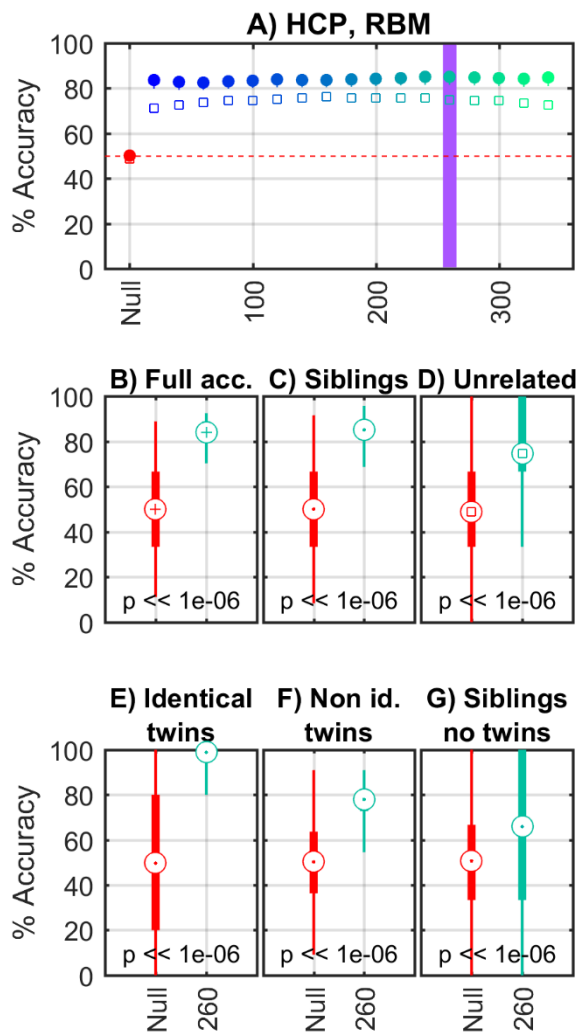 A) HCP, RBM
100
80
60
40
20
0
% Accuracy
Null
100
200
300
B) Full acc.
C) Siblings
D) Unrelated
100
80
60
40
20
0
% Accuracy
p << 1e-06
p << 1e-06
p << 1e-06
E) Identical
twins
F) Non id.
twins
G) Siblings
no twins
100
80
60
40
20
0
% Accuracy
p << 1e-06
p << 1e-06
p << 1e-06
Null
260
Null
260
Null
260